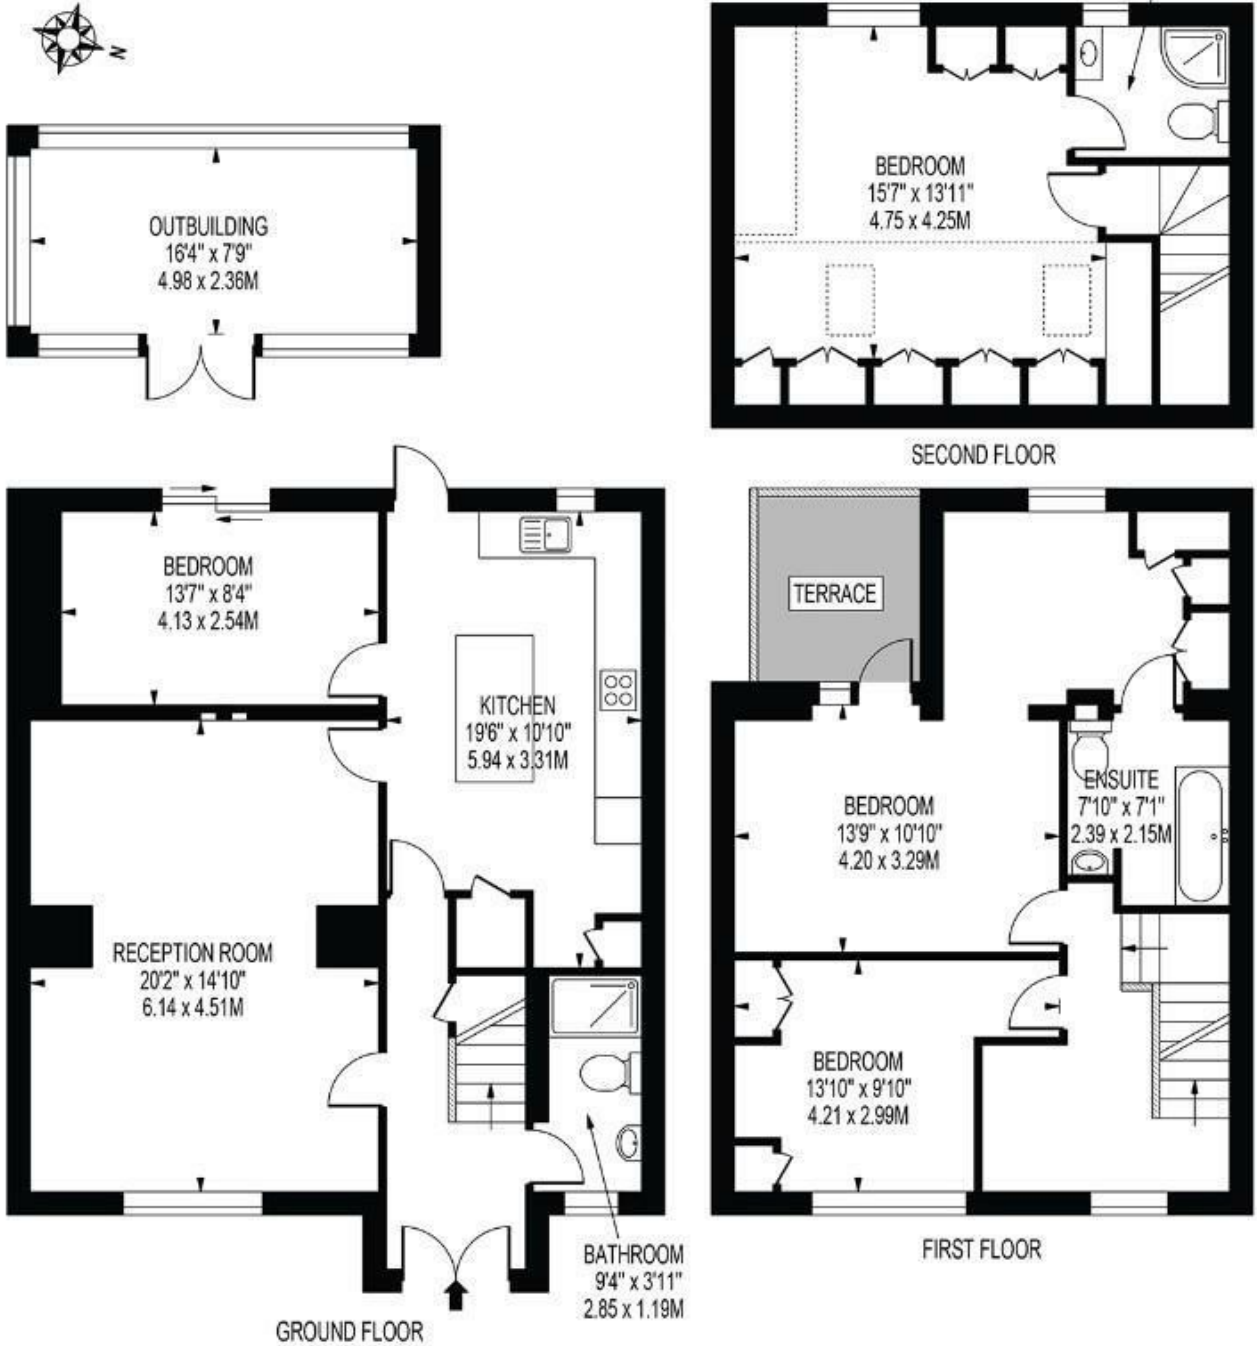 N
OUTBUILDING
16'4" x 7'9"
4.98 x 2.36M
BEDROOM
15'7" x 13'11"
4.75 x 4.25M
SECOND FLOOR
BEDROOM
13'7" x 8'4"
4.13 x 2.54M
KITCHEN
19'6" x 10'10"
5.94 x 3.31M
RECEPTION ROOM
20'2" x 14'10"
6.14 x 4.51M
BATHROOM
9'4" x 3'11"
2.85 x 1.19M
GROUND FLOOR
TERRACE
BEDROOM
13'9" x 10'10"
4.20 x 3.29M
ENSUITE
7'10" x 7'1"
2.39 x 2.15M
BEDROOM
13'10" x 9'10"
4.21 x 2.99M
FIRST FLOOR